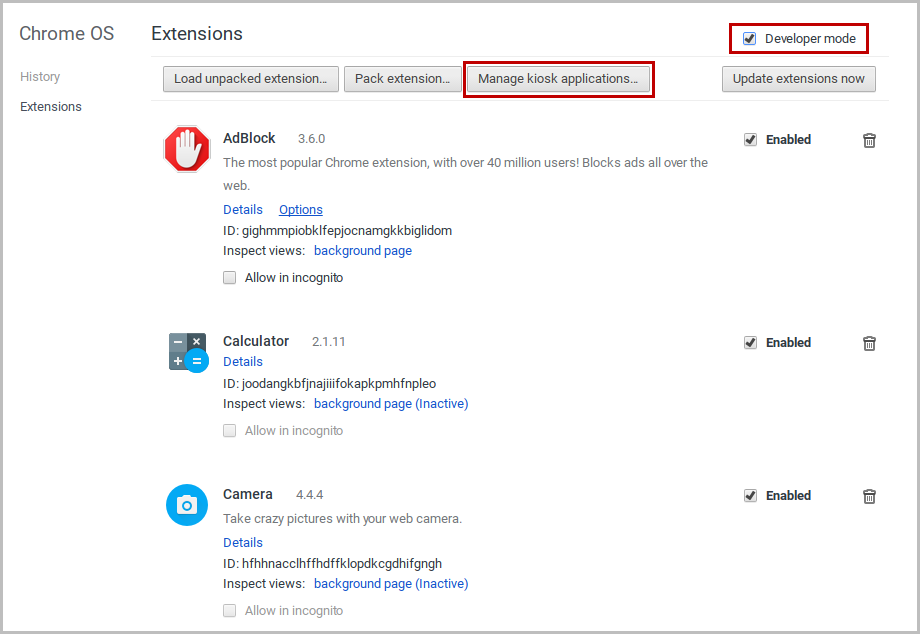 Chrome OS
Extensions
Developer mode
History
Extensions
Load unpacked extension...
Pack extension...
Manage kiosk applications...
Update extensions now
AdBlock 3.6.0
Enabled
The most popular Chrome extension, with over 40 million users! Blocks ads all over the
web.
Details Options
ID: gighmmpiobklfepjocnamgkkbiglidom
Inspect views: background page
Allow in incognito
Calculator 2.1.11
Enabled
Details
ID: joodangkbfjnajiiifokapkpmhfnpleo
Inspect views: background page (Inactive)
Allow in incognito
Camera 4.4.4
Enabled
Take crazy pictures with your web camera.
Details
ID: hfhhnacclhffhdffklopdkcgdhifgngh
Inspect views: background page (Inactive)
Allow in incognito